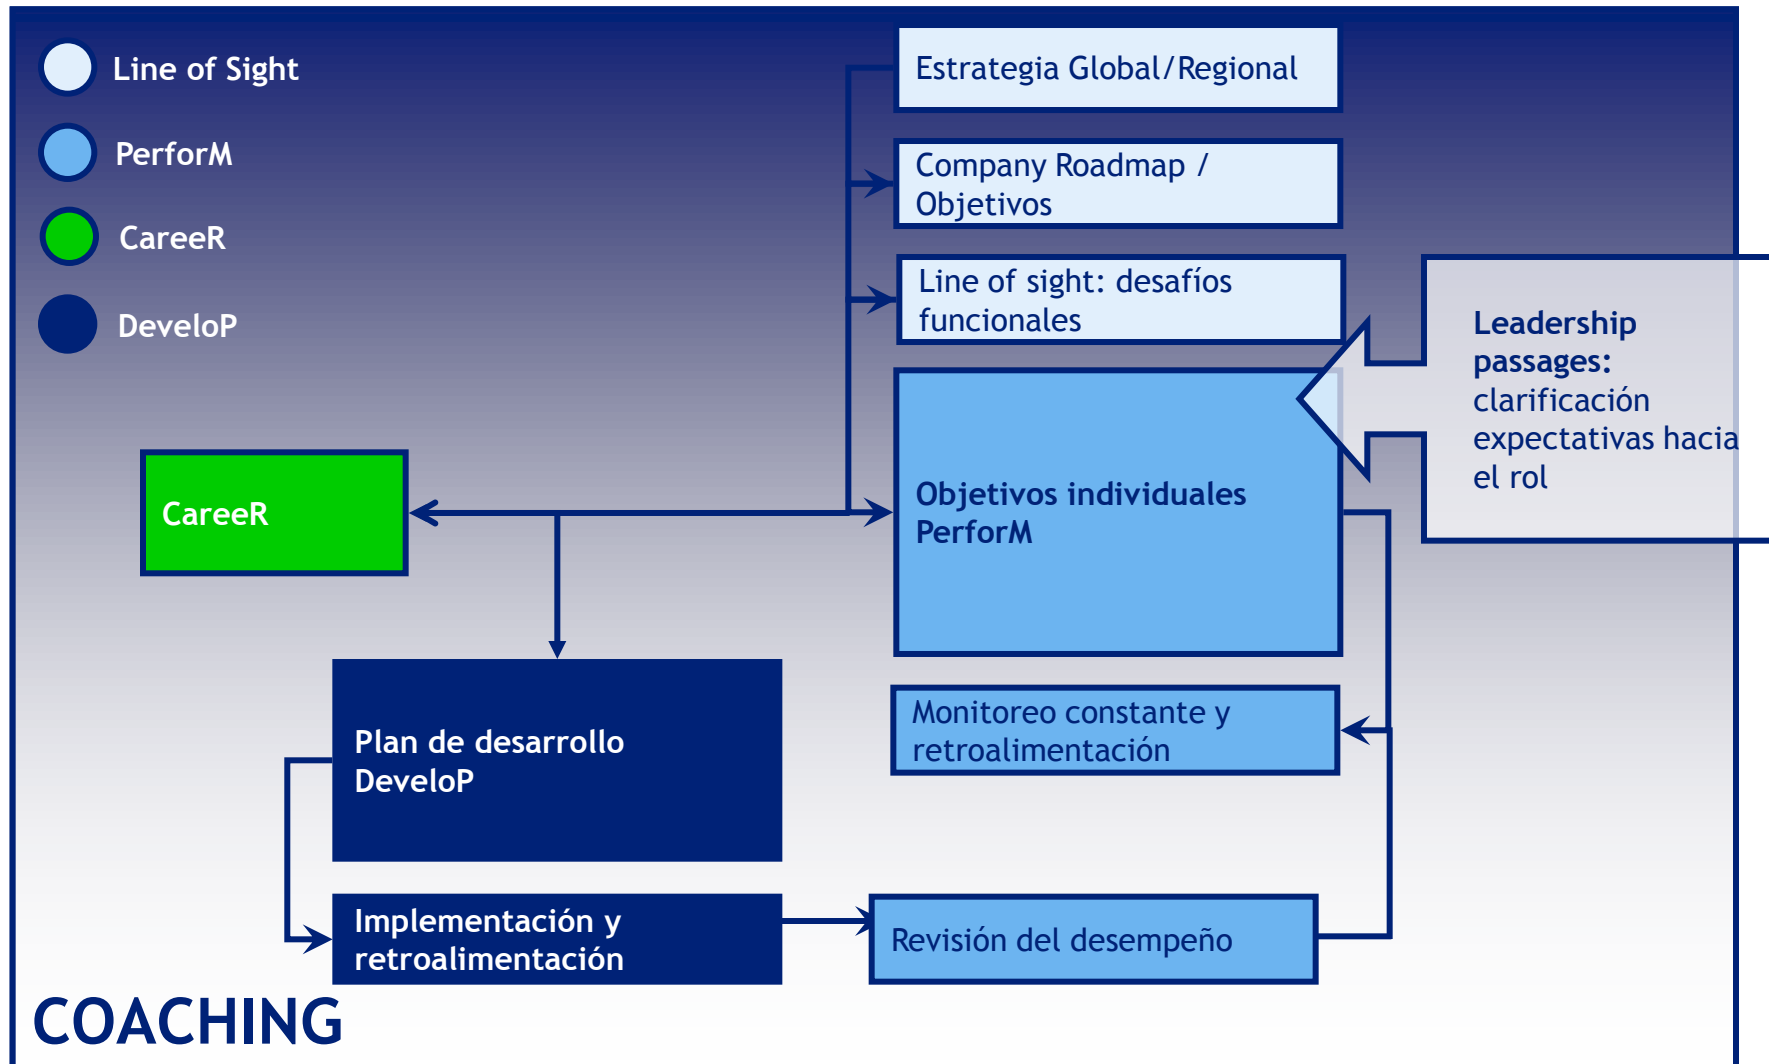 Line of Sight
PerforM
CareeR
DeveloP
Estrategia Global/Regional
Company Roadmap /
Objetivos
Line of sight: desafíos
funcionales
Leadership
passages:
clarificación
expectativas hacia
el rol
Objetivos individuales
PerforM
CareeR
Monitoreo constante y
retroalimentación
Plan de desarrollo
DeveloP
Implementación y
retroalimentación
Revisión del desempeño
COACHING